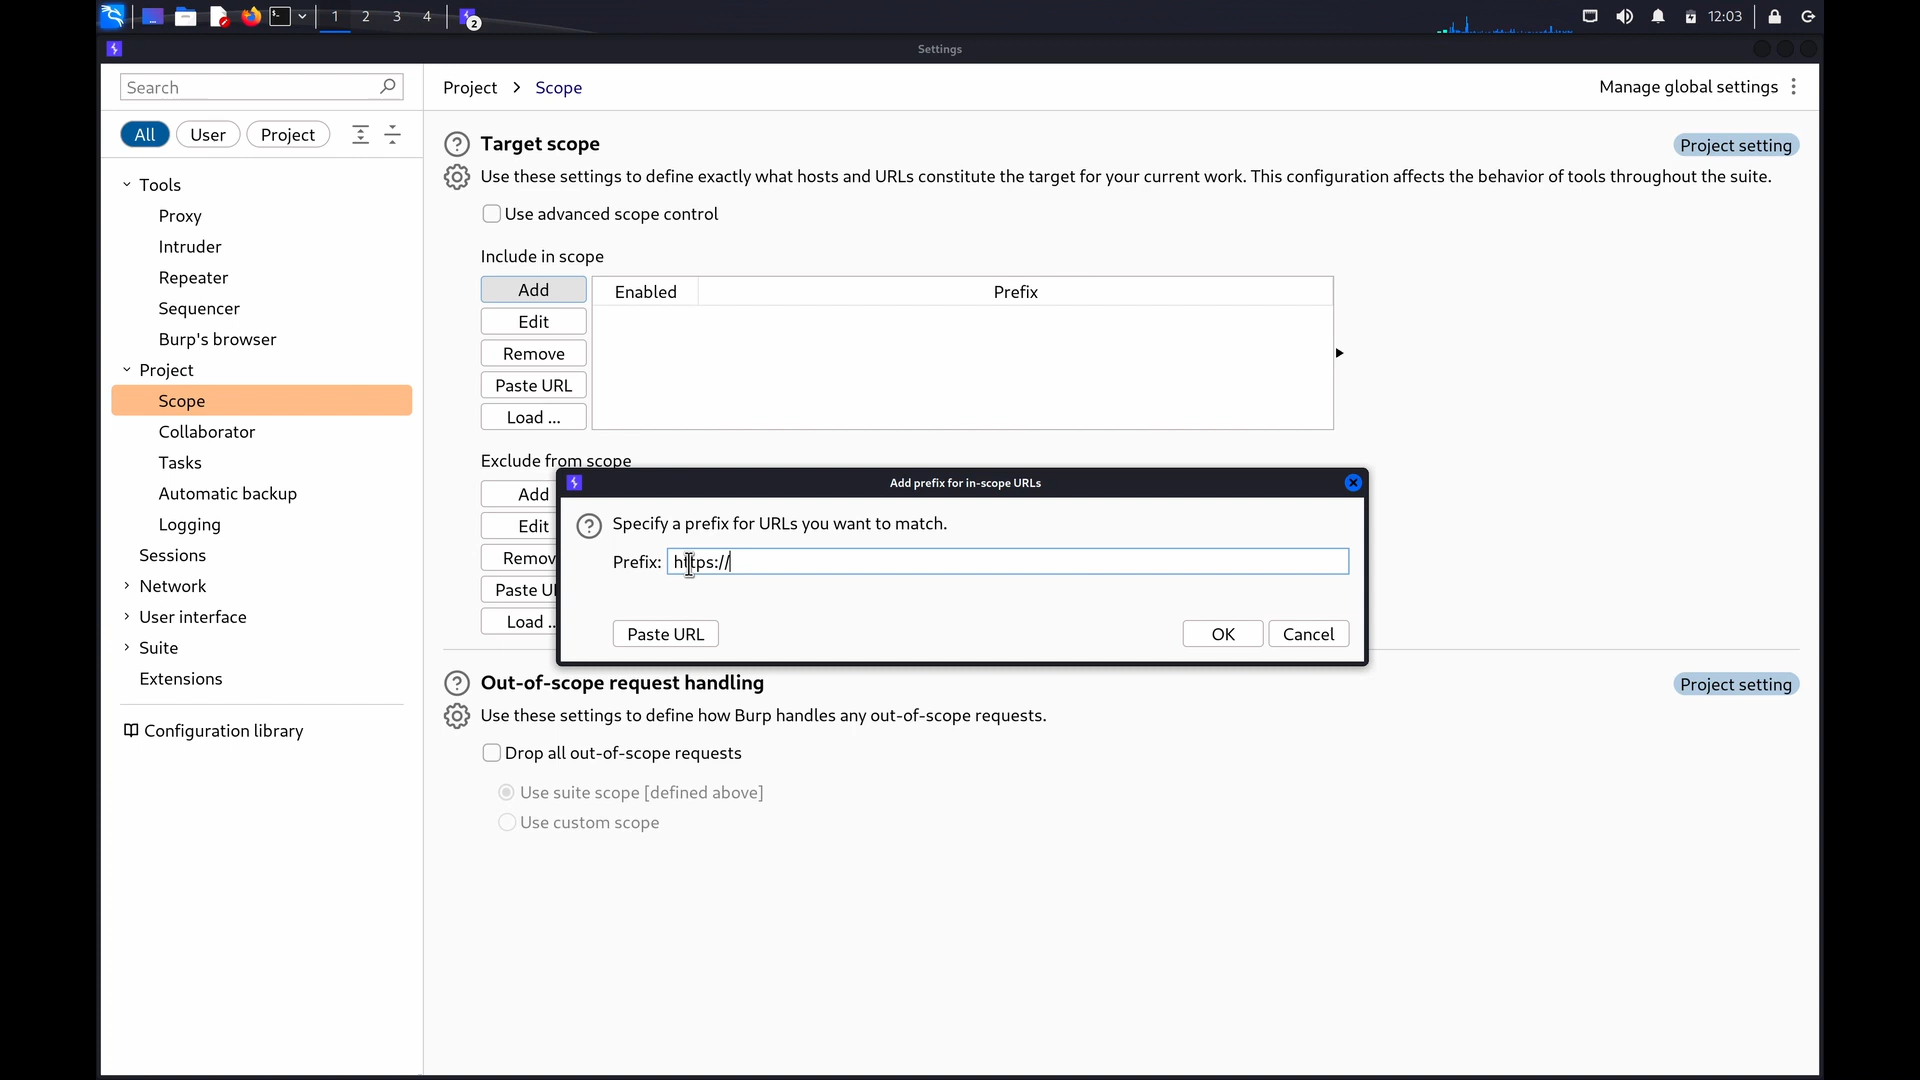 1 2 3 4 2 12:03
Settings
Search
Project > Scope
Manage global settings
All User Project
Target scope
Project setting
Use these settings to define exactly what hosts and URLs constitute the target for your current work. This configuration affects the behavior of tools throughout the suite.
Use advanced scope control
Include in scope
Add
Edit
Remove
Paste URL
Load ...
Enabled Prefix
Tools
Proxy
Intruder
Repeater
Sequencer
Burp's browser
Project
Scope
Collaborator
Tasks
Automatic backup
Logging
Sessions
Network
User interface
Suite
Extensions
Configuration library
Exclude from scope
Add
Edit
Remov
Paste U
Load ..
Add prefix for in-scope URLs
Specify a prefix for URLs you want to match.
Prefix: https://
Paste URL OK Cancel
Out-of-scope request handling
Project setting
Use these settings to define how Burp handles any out-of-scope requests.
Drop all out-of-scope requests
Use suite scope [defined above]
Use custom scope